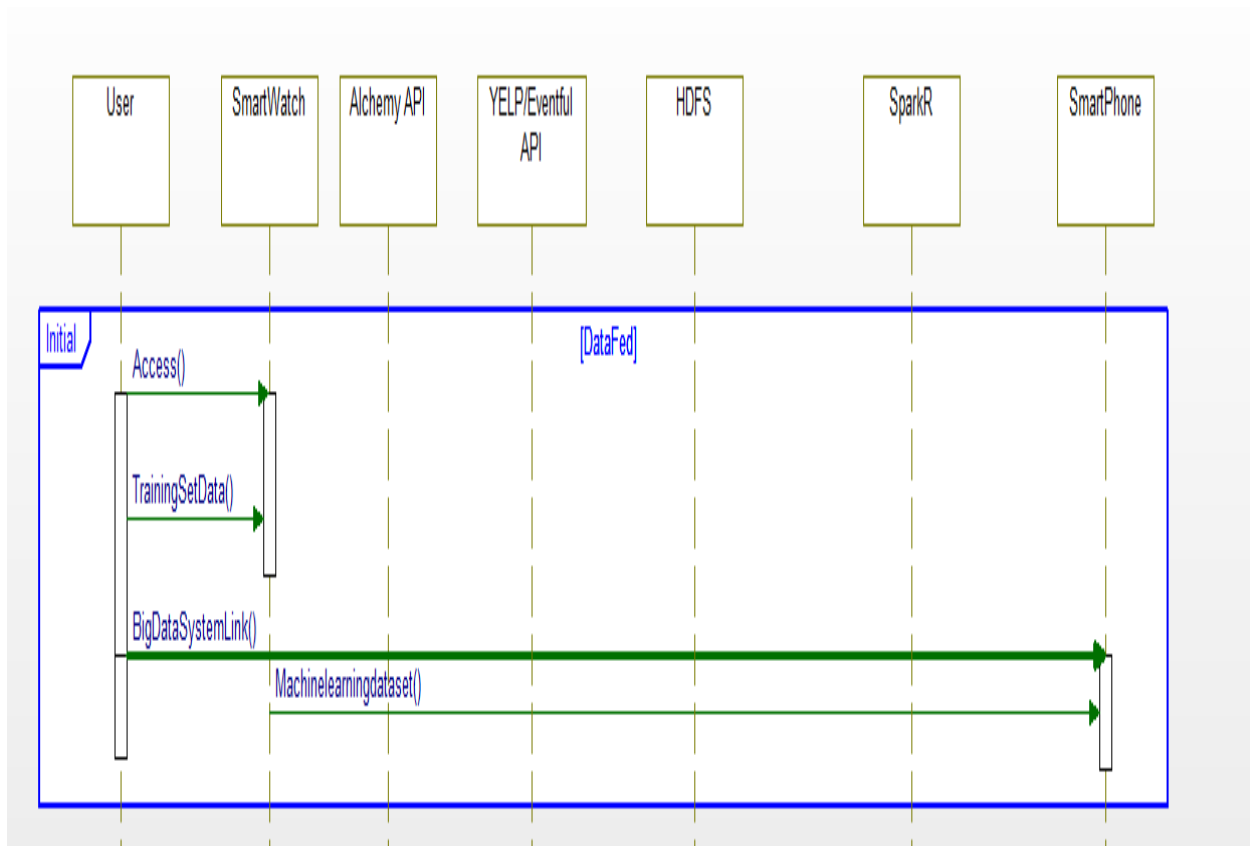 User
SmartWatch
Alchemy API
YELP/Eventful
API
HDFS
SparkR
SmartPhone
Initial
[DataFed]
Access()
TrainingSetData()
BigDataSystemLink()
Machinelearningdataset()